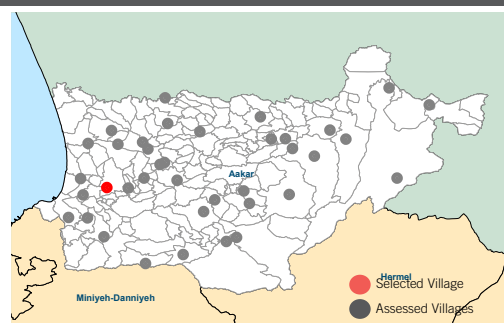 Aakar
Hermel
Selected Village
Miniyeh-Danniyeh
Assessed Villages